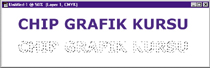 Untitled-1 @ 50% (Layer 1, CMYK)
CHIP GRAFIK KURSU
CHIP GRAFIK KURSU